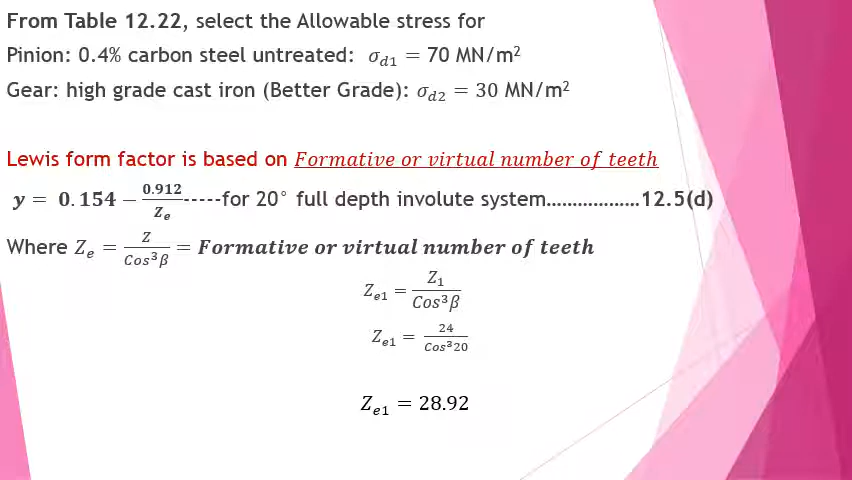 From Table 12.22, select the Allowable stress for
Pinion: 0.4% carbon steel untreated: σd1 = 70 MN/m²
Gear: high grade cast iron (Better Grade): σd2 = 30 MN/m²
Lewis form factor is based on Formative or virtual number of teeth
y = 0.154 − 0.912/Ze -----for 20° full depth involute system………………12.5(d)
Where Ze = Z/Cos³β = Formative or virtual number of teeth
Ze1 = Z1/Cos³β
Ze1 = 24/Cos³20
Ze1 = 28.92